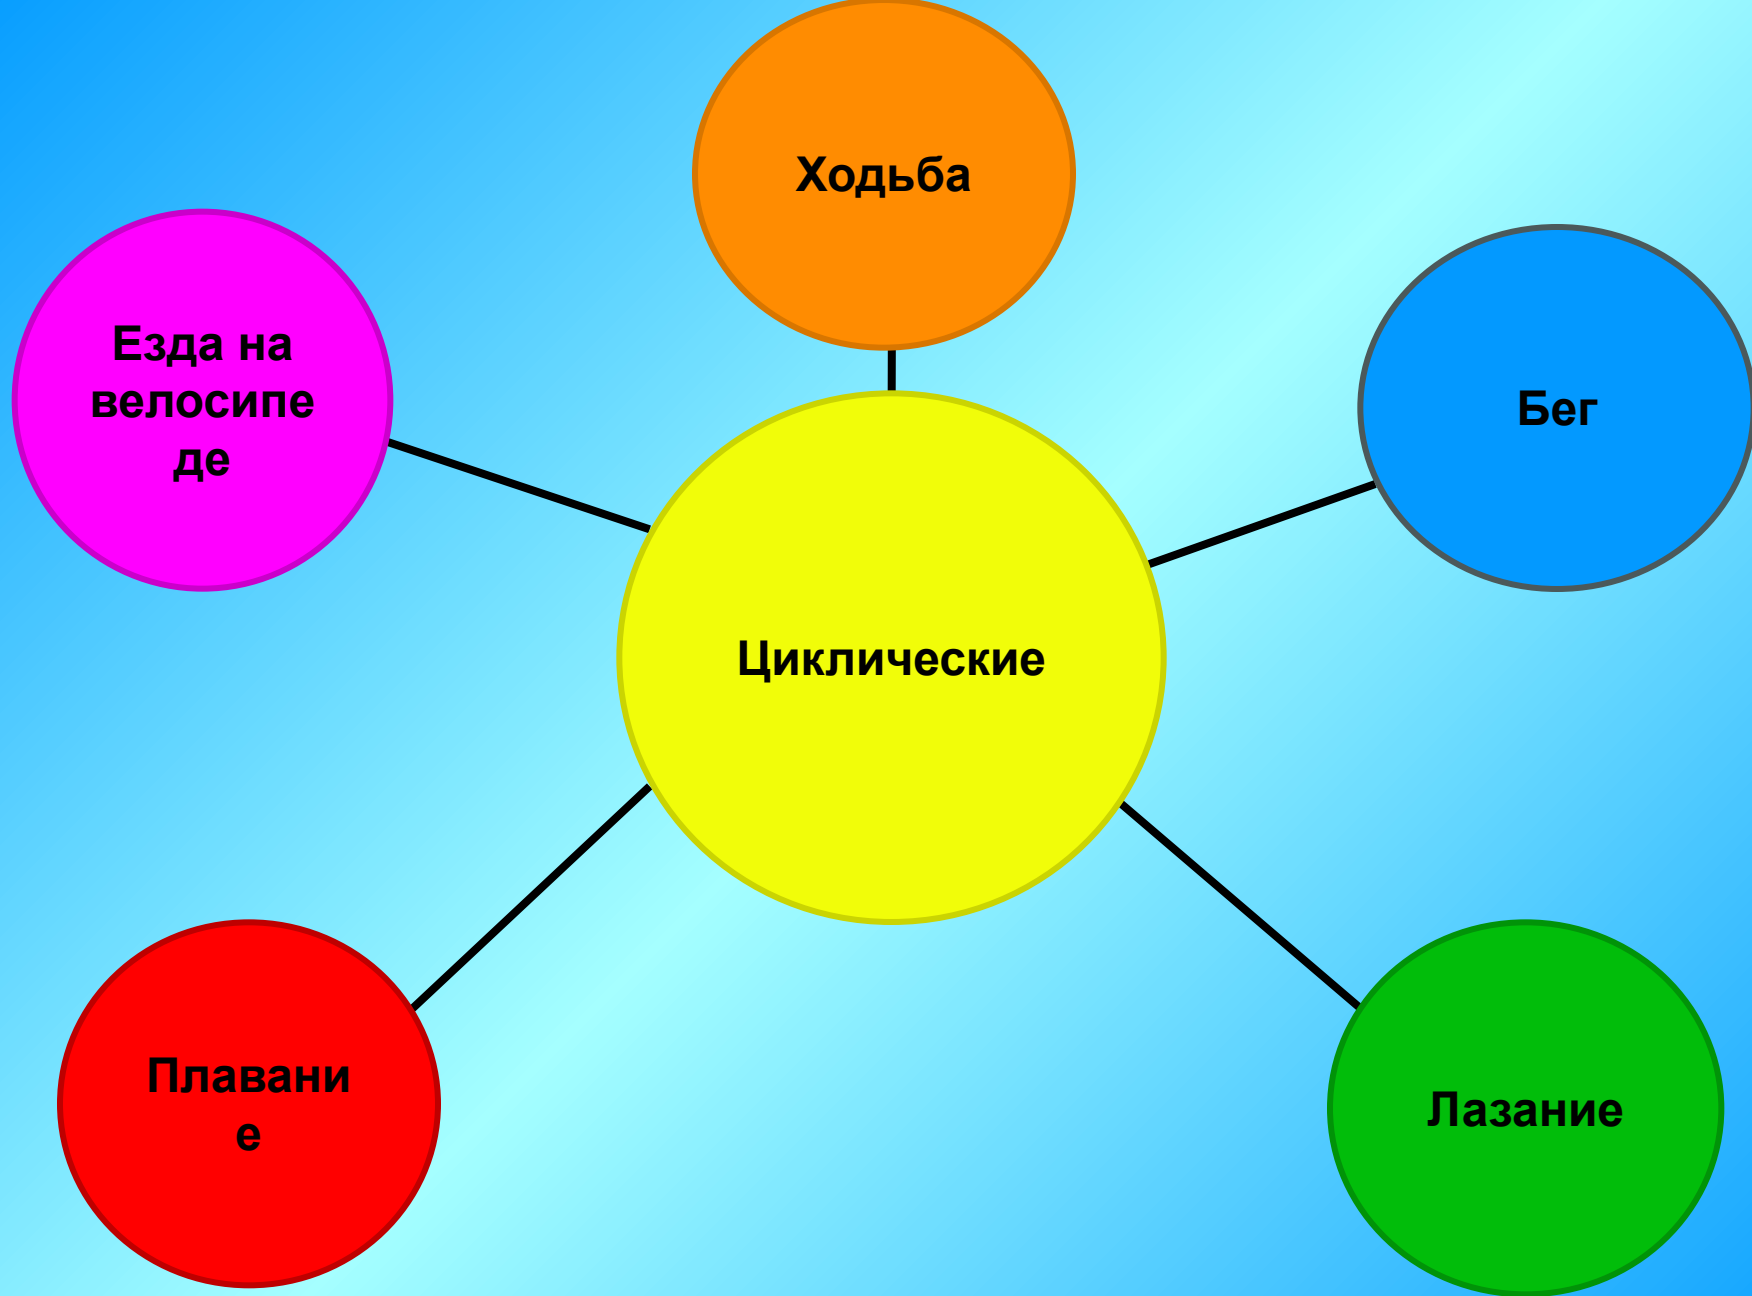 Ходьба
Езда на
велосипе
де
Бег
Циклические
Плавани
е
Лазание